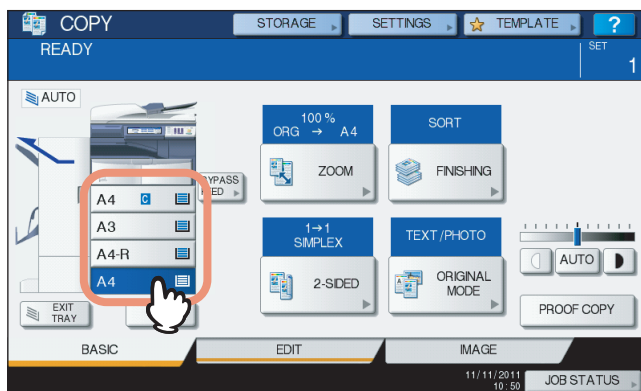 COPY
STORAGE
SETTINGS
TEMPLATE
?
READY
SET
1
AUTO
100 %
ORG → A4
SORT
ZOOM
FINISHING
BYPASS
FEED
A4 C
A3
A4-R
A4
1→1
SIMPLEX
TEXT/PHOTO
2-SIDED
ORIGINAL
MODE
AUTO
EXIT
TRAY
PROOF COPY
BASIC
EDIT
IMAGE
11/11/2011
10:50
JOB STATUS